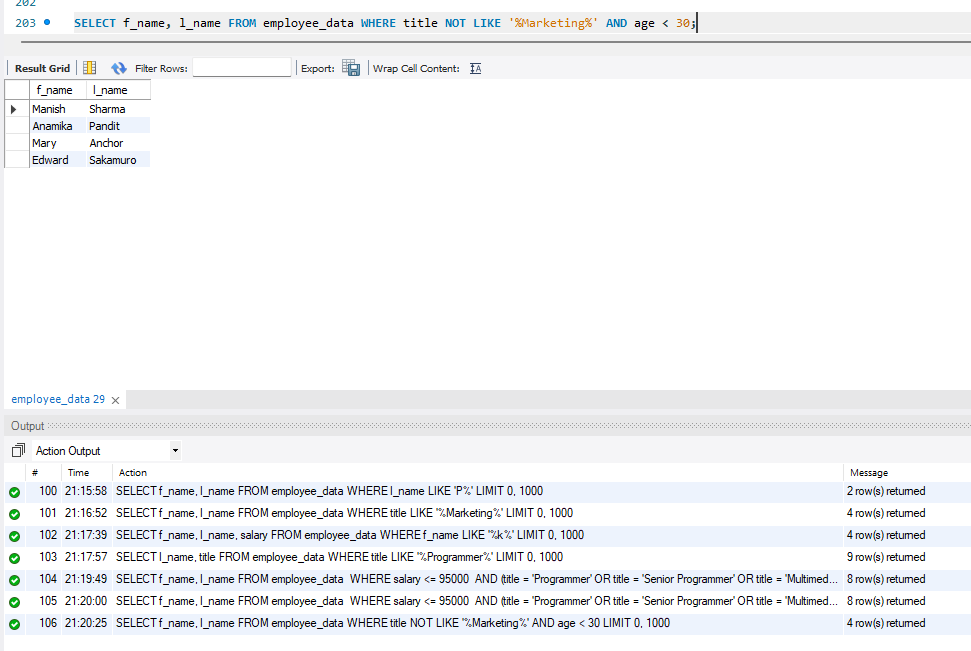 202
203 SELECT f_name, l_name FROM employee_data WHERE title NOT LIKE '%Marketing%' AND age < 30;
Result Grid Filter Rows: Export: Wrap Cell Content: IA
f_name l_name
Manish Sharma
Anamika Pandit
Mary Anchor
Edward Sakamuro
employee_data 29
Output
Action Output
# Time Action Message
100 21:15:58 SELECT f_name, l_name FROM employee_data WHERE l_name LIKE 'P%' LIMIT 0, 1000 2 row(s) returned
101 21:16:52 SELECT f_name, l_name FROM employee_data WHERE title LIKE '%Marketing%' LIMIT 0, 1000 4 row(s) returned
102 21:17:39 SELECT f_name, l_name, salary FROM employee_data WHERE f_name LIKE '%k%' LIMIT 0, 1000 4 row(s) returned
103 21:17:57 SELECT l_name, title FROM employee_data WHERE title LIKE '%Programmer%' LIMIT 0, 1000 9 row(s) returned
104 21:19:49 SELECT f_name, l_name FROM employee_data WHERE salary <= 95000 AND (title = 'Programmer' OR title = 'Senior Programmer' OR title = 'Multimed... 8 row(s) returned
105 21:20:00 SELECT f_name, l_name FROM employee_data WHERE salary <= 95000 AND (title = 'Programmer' OR title = 'Senior Programmer' OR title = 'Multimed... 8 row(s) returned
106 21:20:25 SELECT f_name, l_name FROM employee_data WHERE title NOT LIKE '%Marketing%' AND age < 30 LIMIT 0, 1000 4 row(s) returned